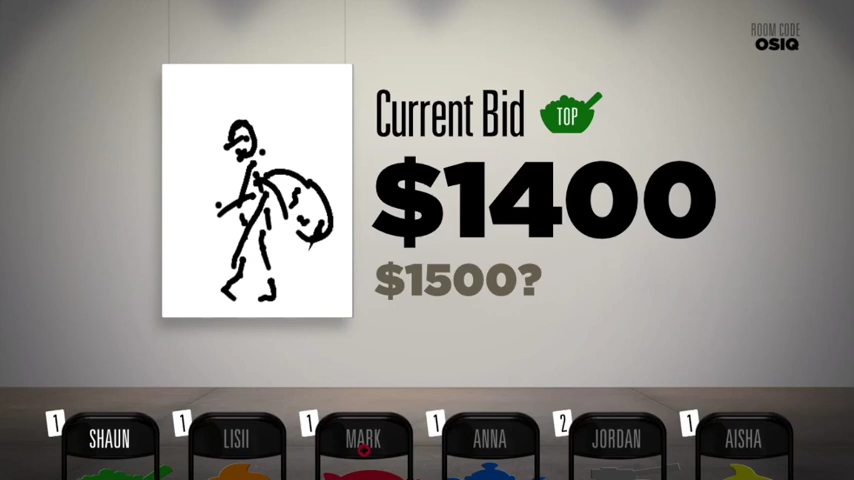 ROOM CODE
OSIQ
Current Bid
TOP
$1400
$1500?
1 SHAUN
1 LISII
1 MARK
1 ANNA
2 JORDAN
1 AISHA